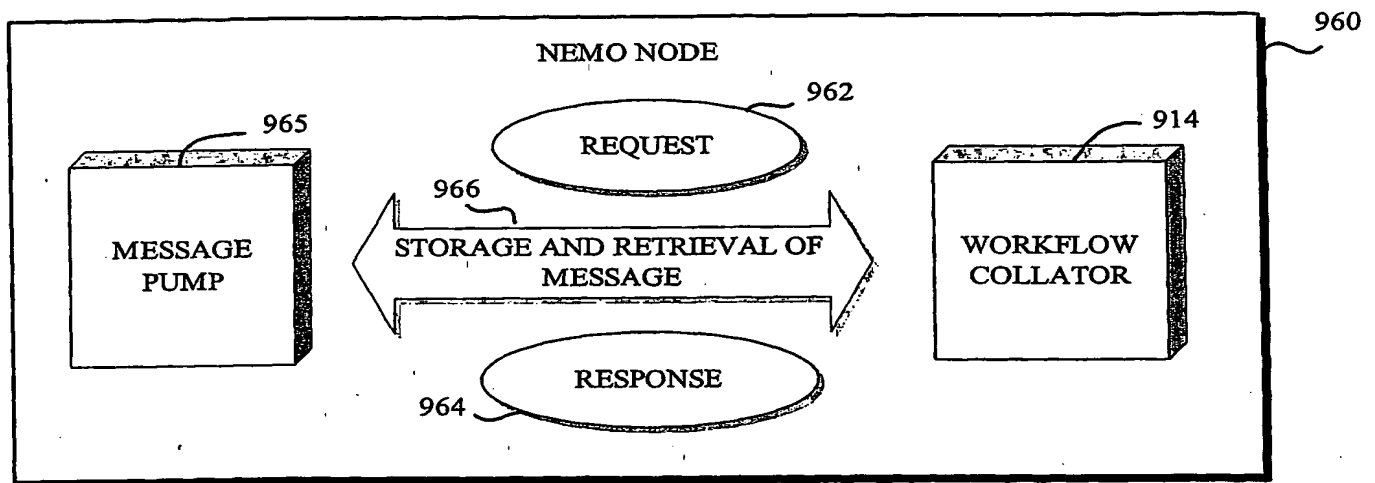 960
NEMO NODE
962
965
REQUEST
914
966
MESSAGE
PUMP
STORAGE AND RETRIEVAL OF
MESSAGE
WORKFLOW
COLLATOR
RESPONSE
964